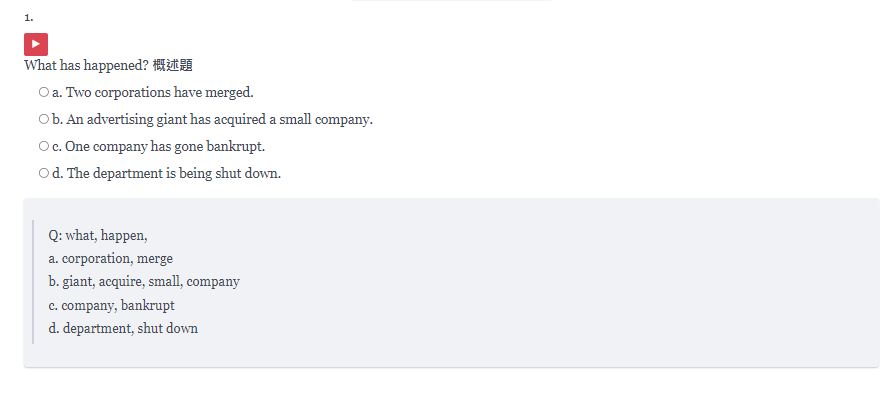 1.
What has happened? 概述題
a. Two corporations have merged.
b. An advertising giant has acquired a small company.
c. One company has gone bankrupt.
d. The department is being shut down.
Q: what, happen,
a. corporation, merge
b. giant, acquire, small, company
c. company, bankrupt
d. department, shut down